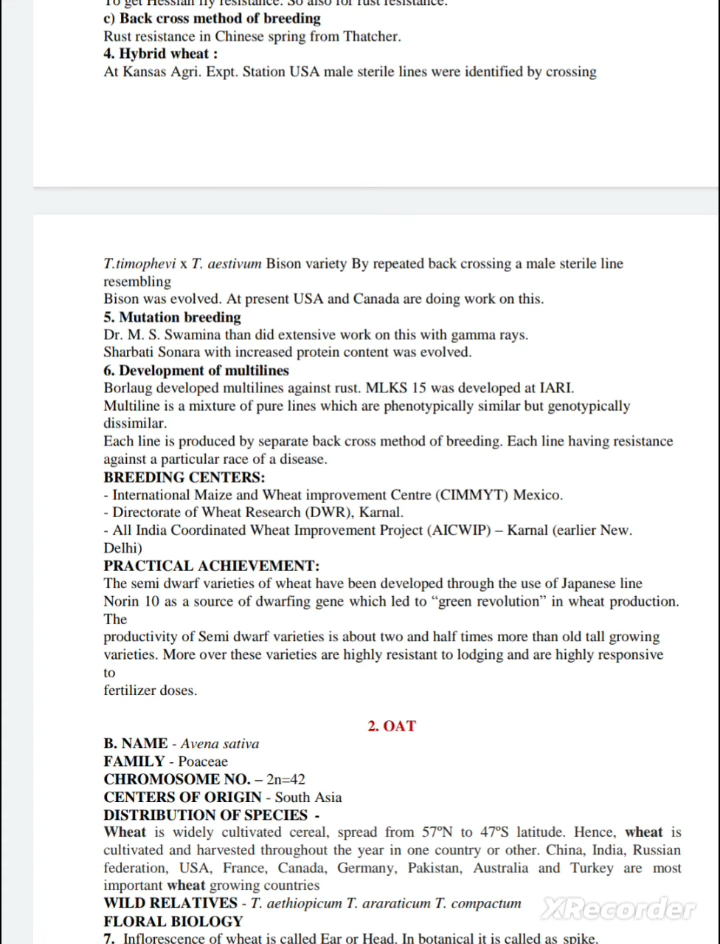 To get Hessian fly resistance. So also for rust resistance.
c) Back cross method of breeding
Rust resistance in Chinese spring from Thatcher.
4. Hybrid wheat :
At Kansas Agri. Expt. Station USA male sterile lines were identified by crossing
T.timophevi x T. aestivum Bison variety By repeated back crossing a male sterile line
resembling
Bison was evolved. At present USA and Canada are doing work on this.
5. Mutation breeding
Dr. M. S. Swamina than did extensive work on this with gamma rays.
Sharbati Sonara with increased protein content was evolved.
6. Development of multilines
Borlaug developed multilines against rust. MLKS 15 was developed at IARI.
Multiline is a mixture of pure lines which are phenotypically similar but genotypically
dissimilar.
Each line is produced by separate back cross method of breeding. Each line having resistance
against a particular race of a disease.
BREEDING CENTERS:
- International Maize and Wheat improvement Centre (CIMMYT) Mexico.
- Directorate of Wheat Research (DWR), Karnal.
- All India Coordinated Wheat Improvement Project (AICWIP) – Karnal (earlier New.
Delhi)
PRACTICAL ACHIEVEMENT:
The semi dwarf varieties of wheat have been developed through the use of Japanese line
Norin 10 as a source of dwarfing gene which led to “green revolution” in wheat production.
The
productivity of Semi dwarf varieties is about two and half times more than old tall growing
varieties. More over these varieties are highly resistant to lodging and are highly responsive
to
fertilizer doses.
2. OAT
B. NAME - Avena sativa
FAMILY - Poaceae
CHROMOSOME NO. – 2n=42
CENTERS OF ORIGIN - South Asia
DISTRIBUTION OF SPECIES -
Wheat is widely cultivated cereal, spread from 57ºN to 47ºS latitude. Hence, wheat is
cultivated and harvested throughout the year in one country or other. China, India, Russian
federation, USA, France, Canada, Germany, Pakistan, Australia and Turkey are most
important wheat growing countries
WILD RELATIVES - T. aethiopicum T. araraticum T. compactum
XRecorder
FLORAL BIOLOGY
7. Inflorescence of wheat is called Ear or Head. In botanical it is called as spike.